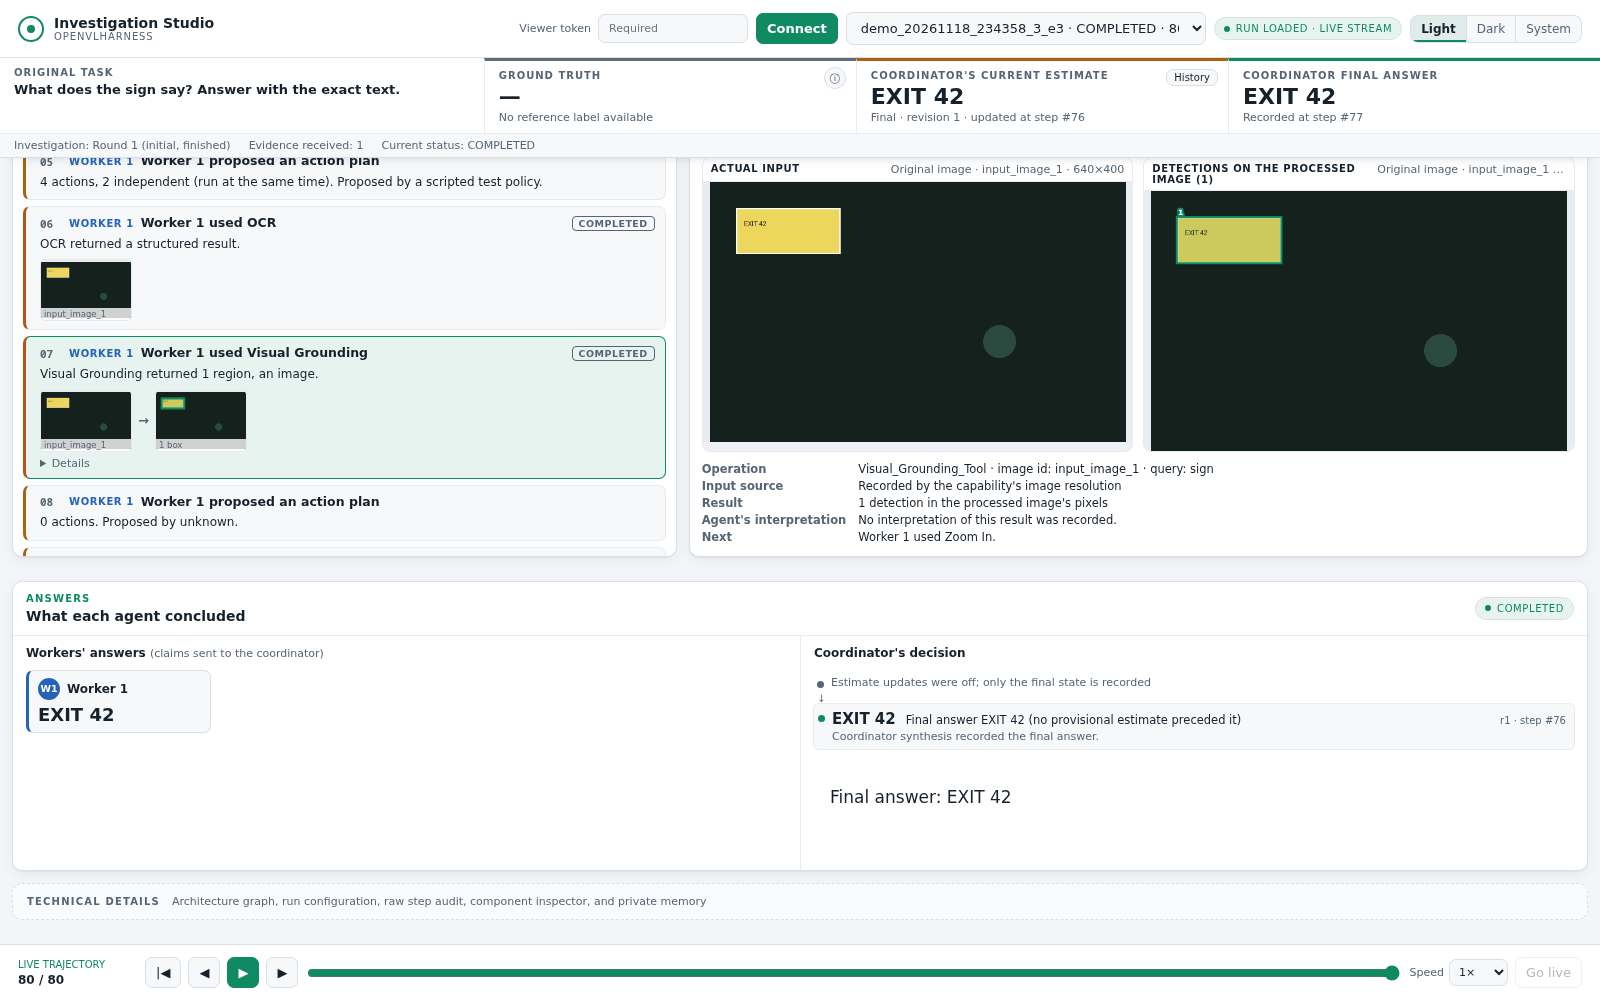 Investigation Studio
OPENVLHARNESS
Viewer token
Required
Connect
demo_20261118_234358_3_e3 · COMPLETED · 8
RUN LOADED · LIVE STREAM
Light
Dark
System
ORIGINAL TASK
What does the sign say? Answer with the exact text.
GROUND TRUTH
—
No reference label available
COORDINATOR'S CURRENT ESTIMATE
History
EXIT 42
Final · revision 1 · updated at step #76
COORDINATOR FINAL ANSWER
EXIT 42
Recorded at step #77
Investigation: Round 1 (initial, finished)
Evidence received: 1
Current status: COMPLETED
05 WORKER 1 Worker 1 proposed an action plan
4 actions, 2 independent (run at the same time). Proposed by a scripted test policy.
06 WORKER 1 Worker 1 used OCR
COMPLETED
OCR returned a structured result.
input_image_1
07 WORKER 1 Worker 1 used Visual Grounding
COMPLETED
Visual Grounding returned 1 region, an image.
input_image_1
→
1 box
▶ Details
08 WORKER 1 Worker 1 proposed an action plan
0 actions. Proposed by unknown.
ACTUAL INPUT
Original image · input_image_1 · 640×400
EXIT 42
DETECTIONS ON THE PROCESSED IMAGE (1)
Original image · input_image_1 ...
1
EXIT 42
Operation Visual_Grounding_Tool · image id: input_image_1 · query: sign
Input source Recorded by the capability's image resolution
Result 1 detection in the processed image's pixels
Agent's interpretation No interpretation of this result was recorded.
Next Worker 1 used Zoom In.
ANSWERS
What each agent concluded
COMPLETED
Workers' answers (claims sent to the coordinator)
W1 Worker 1
EXIT 42
Coordinator's decision
Estimate updates were off; only the final state is recorded
↓
EXIT 42 Final answer EXIT 42 (no provisional estimate preceded it)
r1 · step #76
Coordinator synthesis recorded the final answer.
Final answer: EXIT 42
TECHNICAL DETAILS Architecture graph, run configuration, raw step audit, component inspector, and private memory
LIVE TRAJECTORY
80 / 80
Speed
1×
Go live